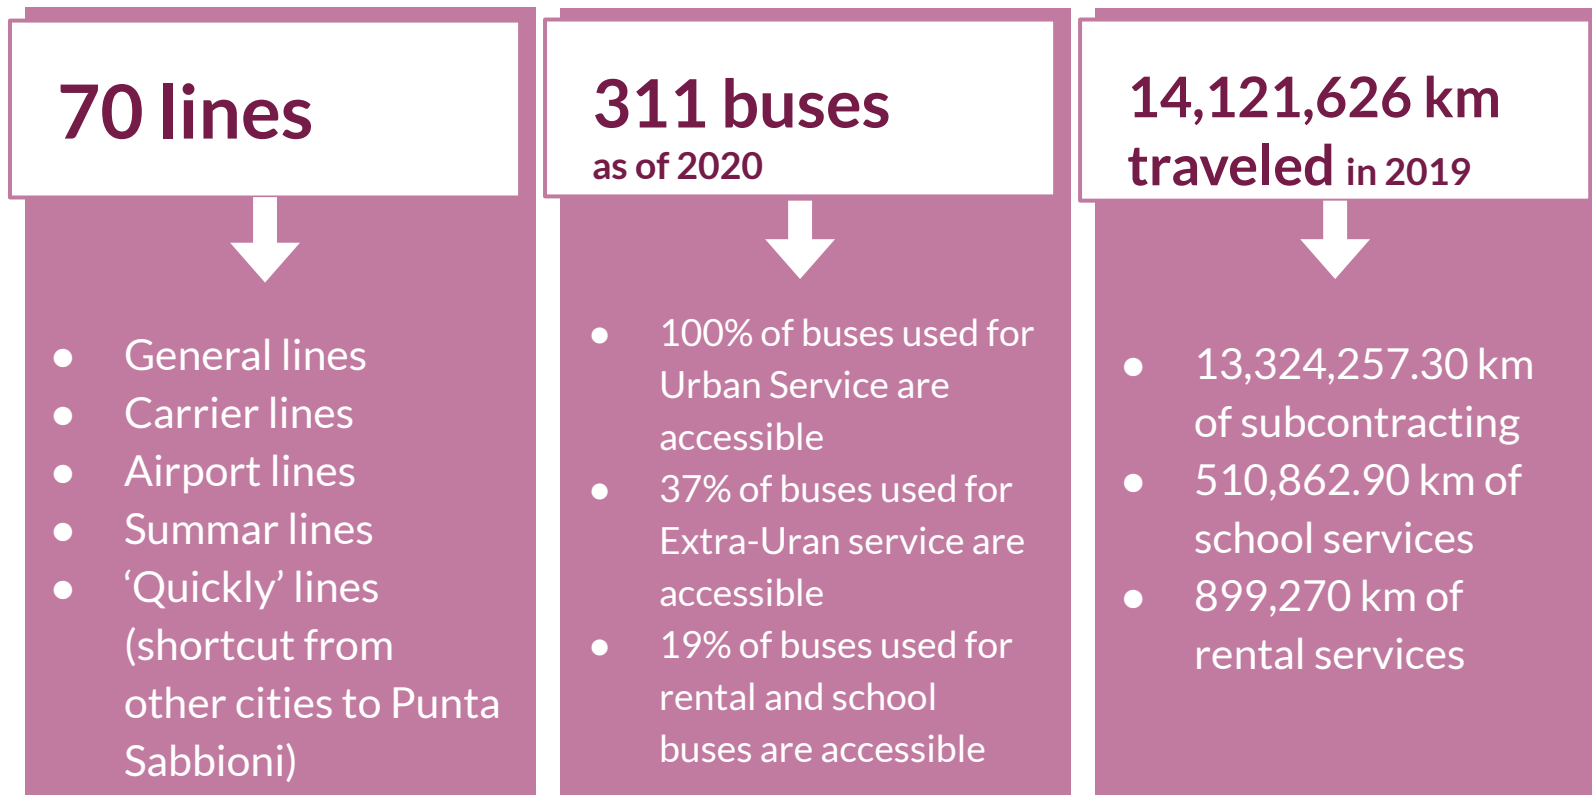 70 lines
● General lines
● Carrier lines
● Airport lines
● Summar lines
● ‘Quickly’ lines
(shortcut from
other cities to Punta
Sabbioni)
311 buses
as of 2020
● 100% of buses used for
Urban Service are
accessible
● 37% of buses used for
Extra-Uran service are
accessible
● 19% of buses used for
rental and school
buses are accessible
14,121,626 km
traveled in 2019
● 13,324,257.30 km
of subcontracting
● 510,862.90 km of
school services
● 899,270 km of
rental services